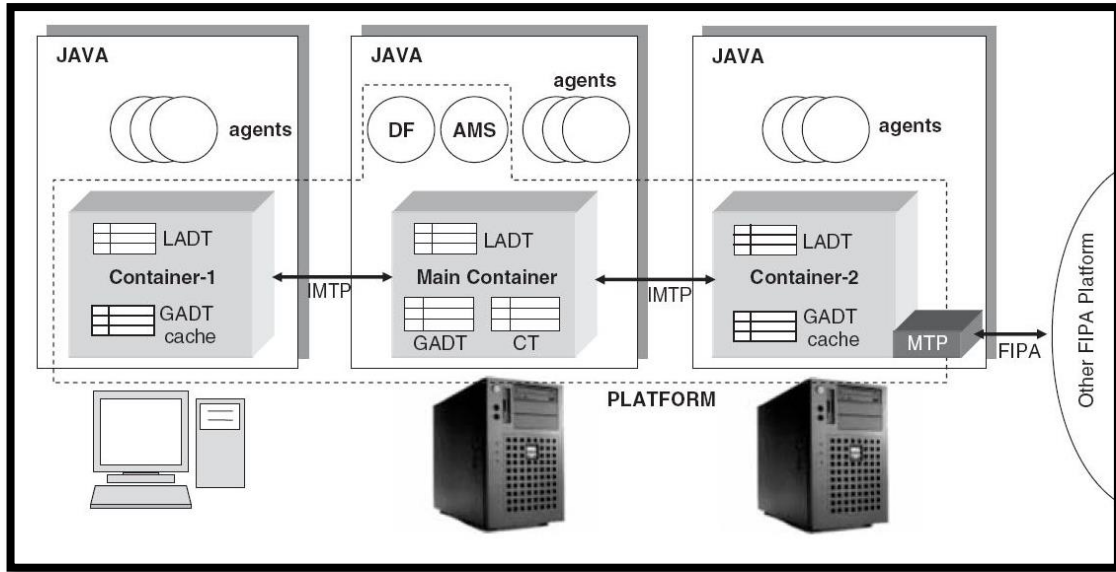 JAVA
agents
LADT
Container-1
GADT
cache
IMTP
JAVA
agents
DF
AMS
LADT
Main Container
GADT
CT
IMTP
JAVA
agents
LADT
Container-2
GADT
cache
MTP
FIPA
Other FIPA Platform
PLATFORM